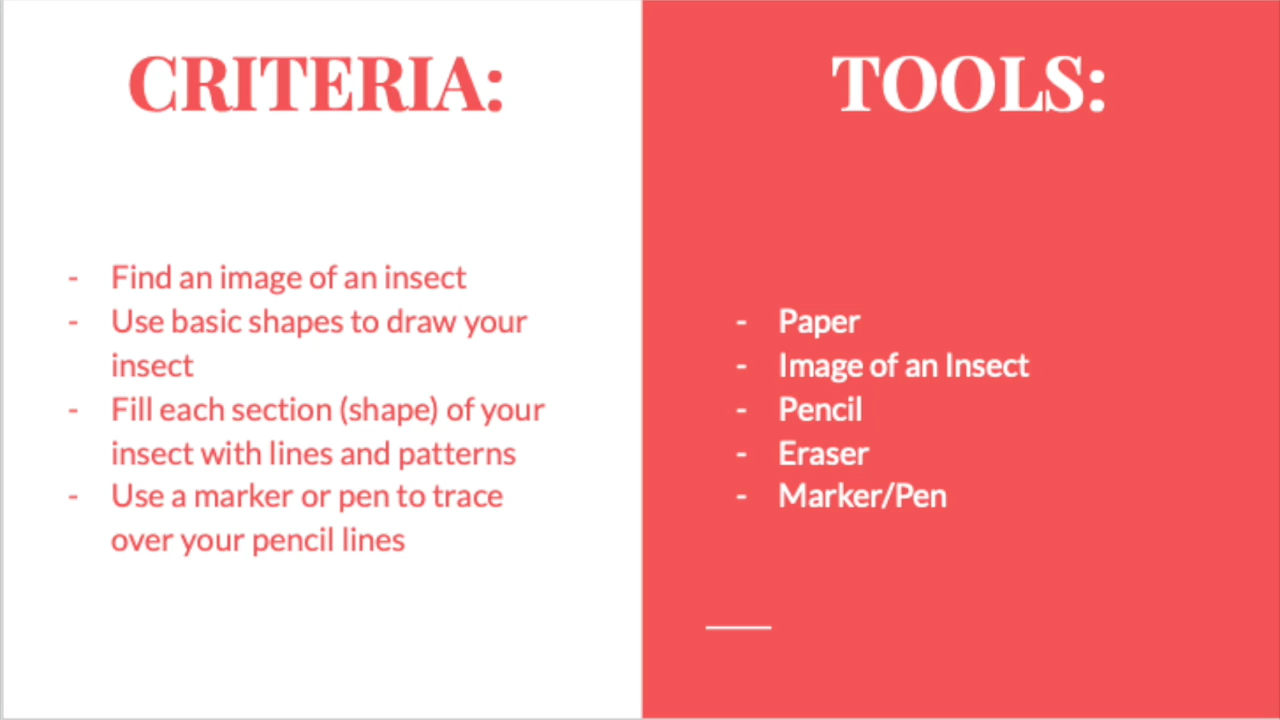 CRITERIA:
- Find an image of an insect
- Use basic shapes to draw your
insect
- Fill each section (shape) of your
insect with lines and patterns
- Use a marker or pen to trace
over your pencil lines
TOOLS:
- Paper
- Image of an Insect
- Pencil
- Eraser
- Marker/Pen